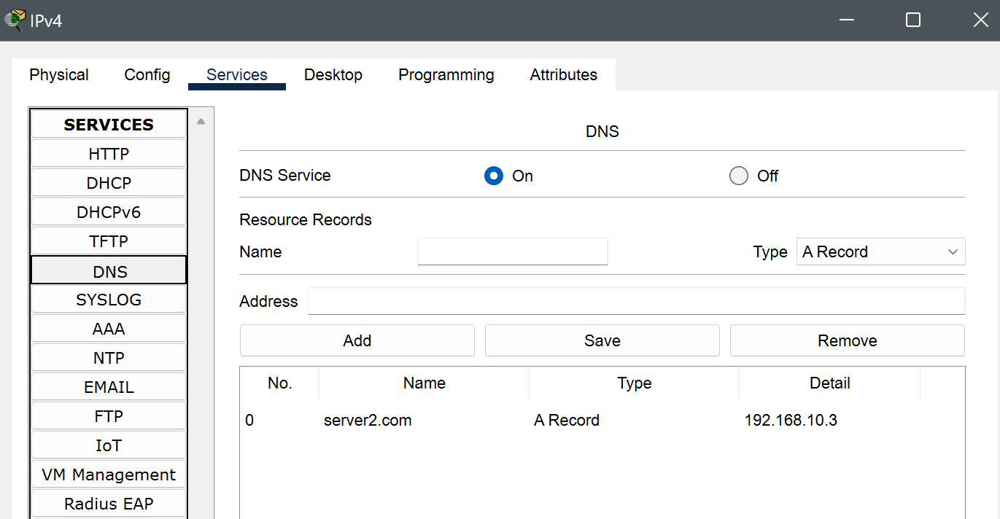 IPv4
Physical Config Services Desktop Programming Attributes
SERVICES
HTTP
DHCP
DHCPv6
TFTP
DNS
SYSLOG
AAA
NTP
EMAIL
FTP
IoT
VM Management
Radius EAP
DNS
DNS Service On Off
Resource Records
Name Type A Record
Address
Add Save Remove
No. Name Type Detail
0 server2.com A Record 192.168.10.3